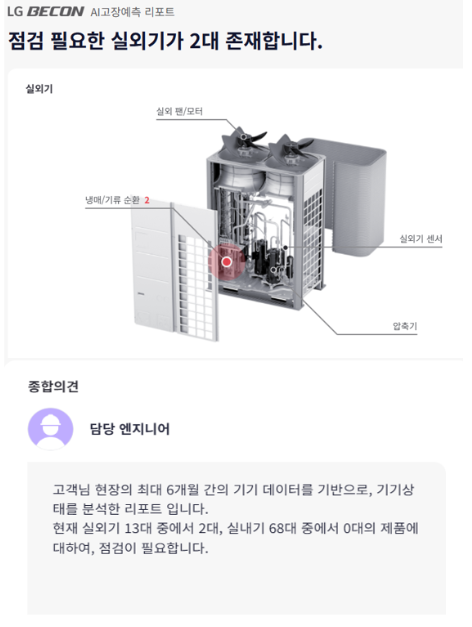 LG BECON AI고장예측 리포트
점검 필요한 실외기가 2대 존재합니다.
실외기
실외 팬/모터
냉매/기류 순환 2
실외기 센서
압축기
종합의견
담당 엔지니어
고객님 현장의 최대 6개월 간의 기기 데이터를 기반으로, 기기상
태를 분석한 리포트 입니다.
현재 실외기 13대 중에서 2대, 실내기 68대 중에서 0대의 제품에
대하여, 점검이 필요합니다.